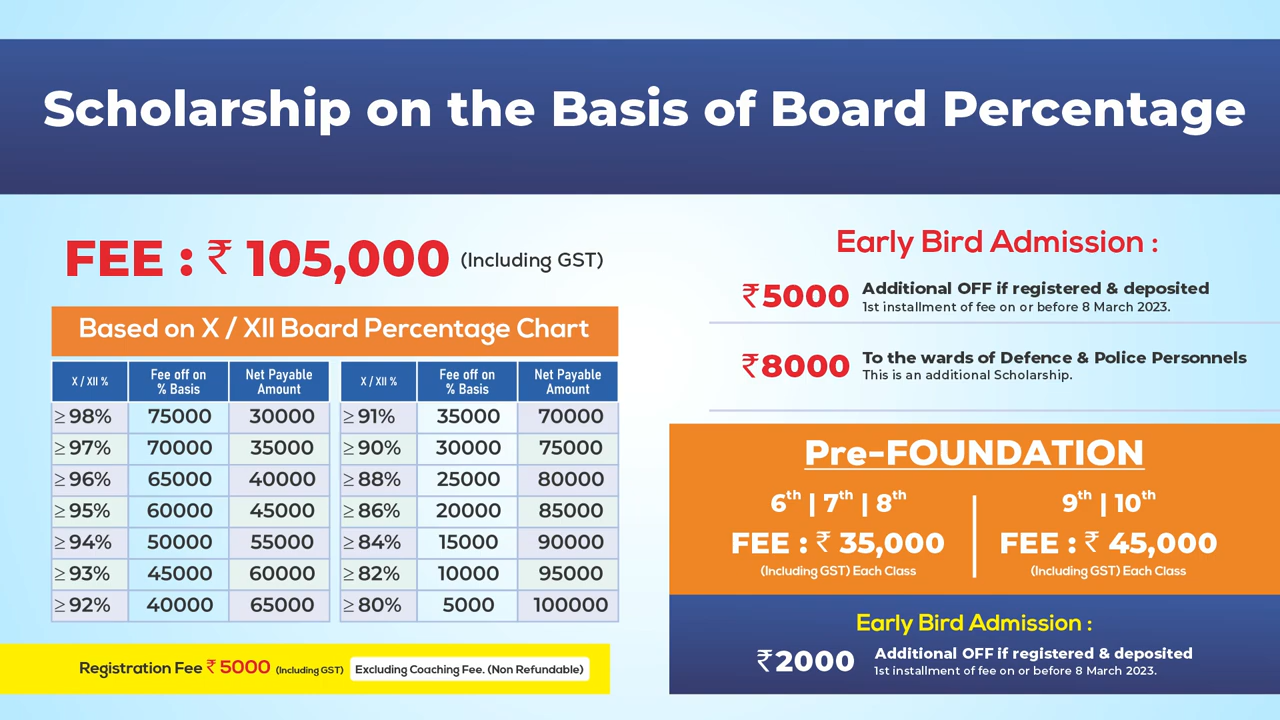 Scholarship on the Basis of Board Percentage
FEE : ₹ 105,000 (Including GST)
Based on X / XII Board Percentage Chart
X / XII % Fee off on % Basis Net Payable Amount X / XII % Fee off on % Basis Net Payable Amount
≥ 98% 75000 30000 ≥ 91% 35000 70000
≥ 97% 70000 35000 ≥ 90% 30000 75000
≥ 96% 65000 40000 ≥ 88% 25000 80000
≥ 95% 60000 45000 ≥ 86% 20000 85000
≥ 94% 50000 55000 ≥ 84% 15000 90000
≥ 93% 45000 60000 ≥ 82% 10000 95000
≥ 92% 40000 65000 ≥ 80% 5000 100000
Registration Fee ₹ 5000 (Including GST) Excluding Coaching Fee. (Non Refundable)
Early Bird Admission :
₹5000 Additional OFF if registered & deposited
1st installment of fee on or before 8 March 2023.
₹8000 To the wards of Defence & Police Personnels
This is an additional Scholarship.
Pre-FOUNDATION
6th | 7th | 8th
FEE : ₹ 35,000
(Including GST) Each Class
9th | 10th
FEE : ₹ 45,000
(Including GST) Each Class
Early Bird Admission :
₹2000 Additional OFF if registered & deposited
1st installment of fee on or before 8 March 2023.